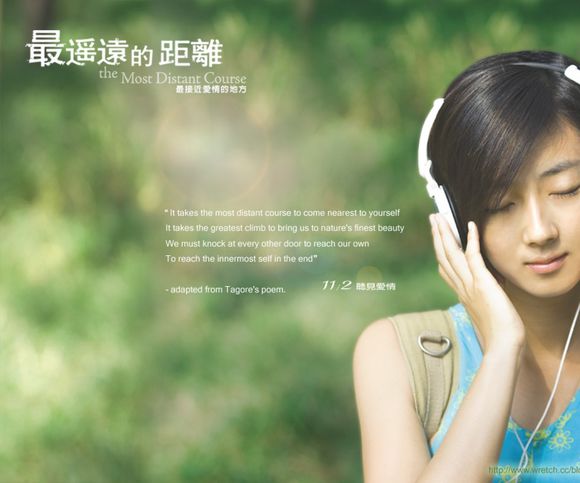 最遥遠的距離
the Most Distant Course
最接近愛情的地方
"It takes the most distant course to come nearest to yourself
It takes the greatest climb to bring us to nature's finest beauty
We must knock at every other door to reach our own
To reach the innermost self in the end"
- adapted from Tagore's poem.
11/2 聽見愛情
http://www.wretch.cc/blo